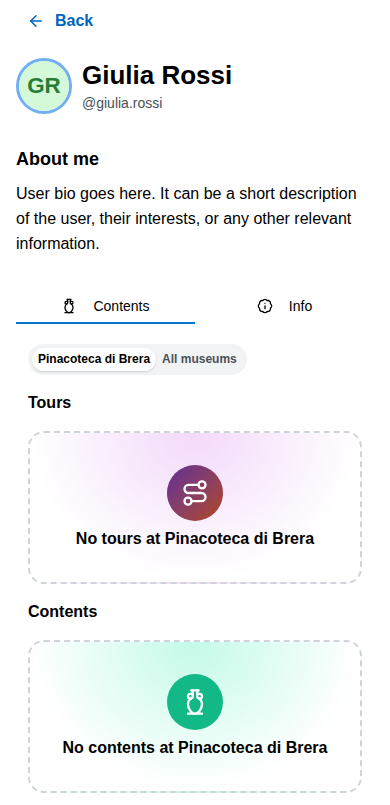 Back
GR
Giulia Rossi
@giulia.rossi
About me
User bio goes here. It can be a short description
of the user, their interests, or any other relevant
information.
Contents
Info
Pinacoteca di Brera
All museums
Tours
No tours at Pinacoteca di Brera
Contents
No contents at Pinacoteca di Brera